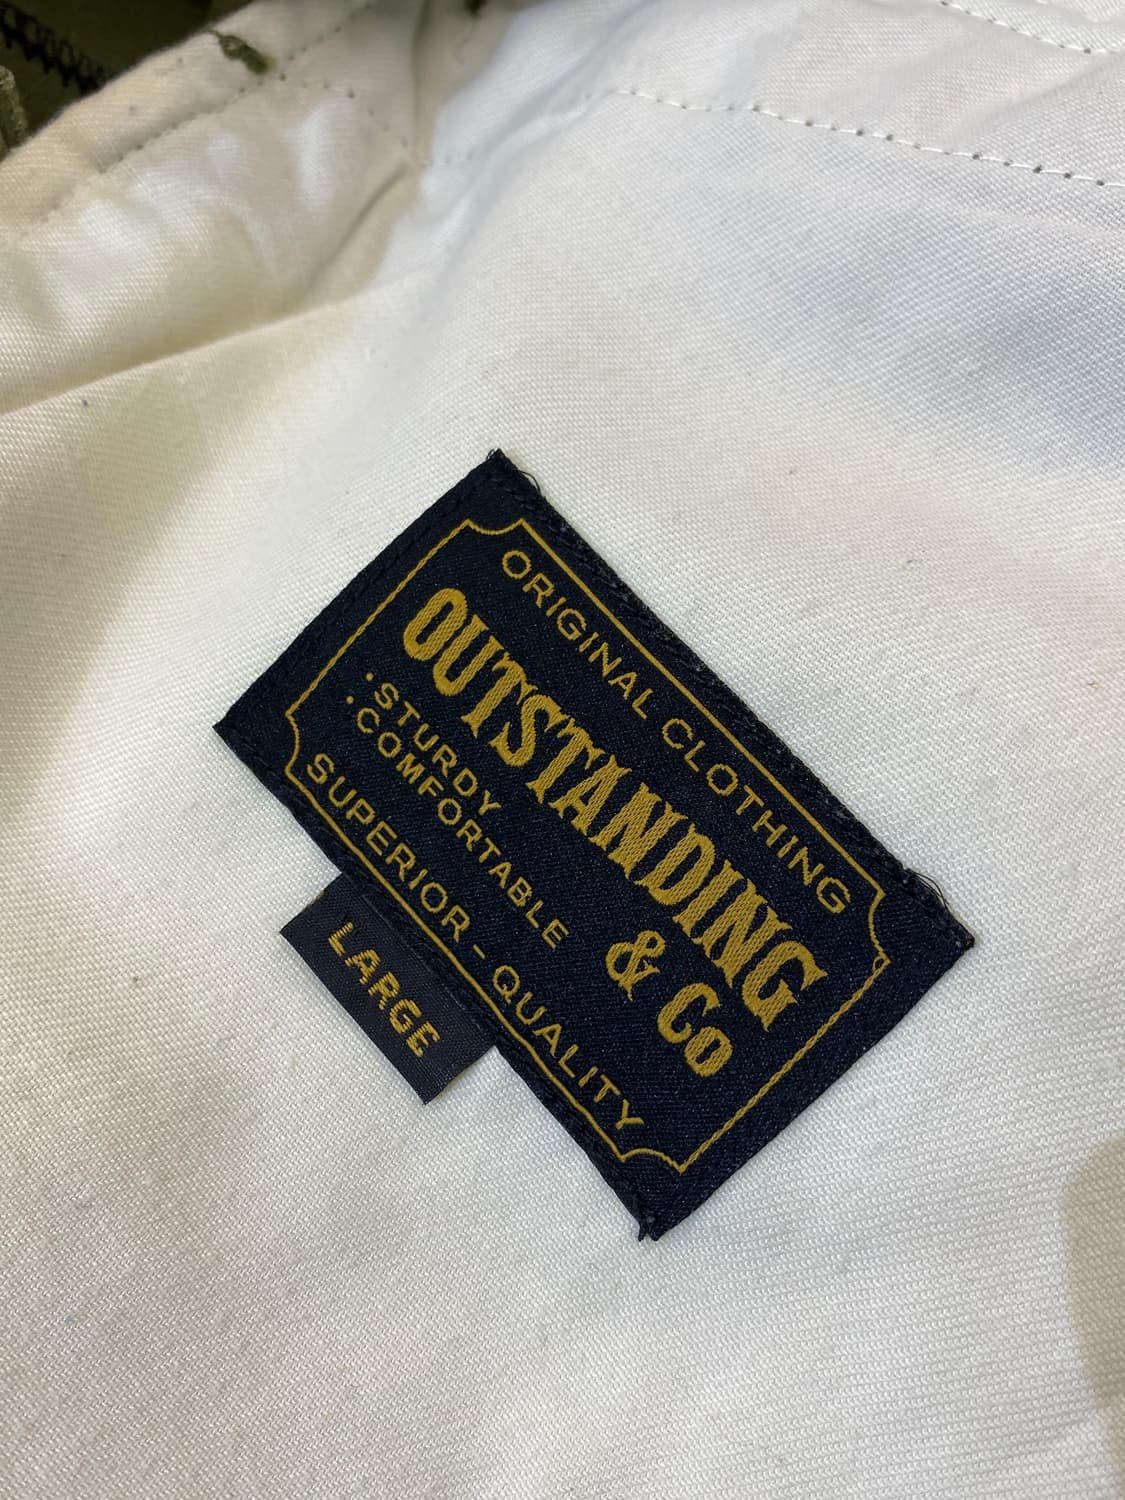 ORIGINAL CLOTHING
OUTSTANDING
& Co
·STURDY
·COMFORTABLE
SUPERIOR-QUALITY
LARGE